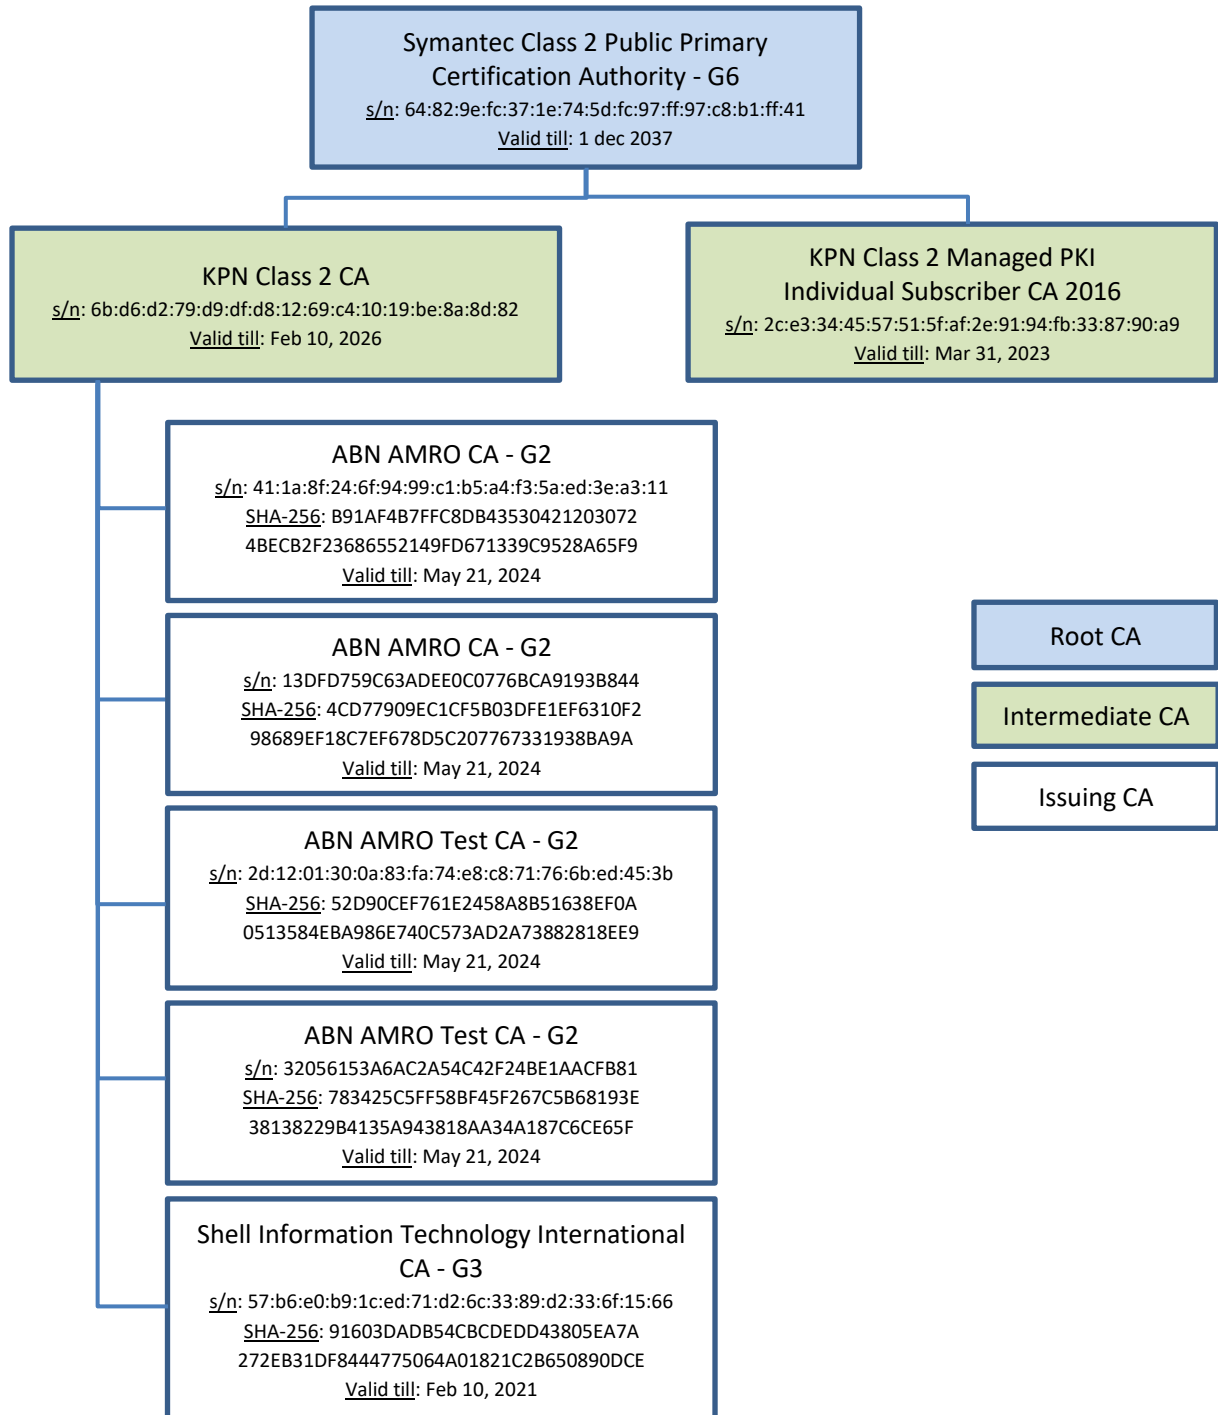 Symantec Class 2 Public Primary
Certification Authority - G6
s/n: 64:82:9e:fc:37:1e:74:5d:fc:97:ff:97:c8:b1:ff:41
Valid till: 1 dec 2037
KPN Class 2 CA
s/n: 6b:d6:d2:79:d9:df:d8:12:69:c4:10:19:be:8a:8d:82
Valid till: Feb 10, 2026
KPN Class 2 Managed PKI
Individual Subscriber CA 2016
s/n: 2c:e3:34:45:57:51:5f:af:2e:91:94:fb:33:87:90:a9
Valid till: Mar 31, 2023
ABN AMRO CA - G2
s/n: 41:1a:8f:24:6f:94:99:c1:b5:a4:f3:5a:ed:3e:a3:11
SHA-256: B91AF4B7FFC8DB43530421203072
4BECB2F23686552149FD671339C9528A65F9
Valid till: May 21, 2024
ABN AMRO CA - G2
s/n: 13DFD759C63ADEE0C0776BCA9193B844
SHA-256: 4CD77909EC1CF5B03DFE1EF6310F2
98689EF18C7EF678D5C207767331938BA9A
Valid till: May 21, 2024
ABN AMRO Test CA - G2
s/n: 2d:12:01:30:0a:83:fa:74:e8:c8:71:76:6b:ed:45:3b
SHA-256: 52D90CEF761E2458A8B51638EF0A
0513584EBA986E740C573AD2A73882818EE9
Valid till: May 21, 2024
ABN AMRO Test CA - G2
s/n: 32056153A6AC2A54C42F24BE1AACFB81
SHA-256: 783425C5FF58BF45F267C5B68193E
38138229B4135A943818AA34A187C6CE65F
Valid till: May 21, 2024
Shell Information Technology International
CA - G3
s/n: 57:b6:e0:b9:1c:ed:71:d2:6c:33:89:d2:33:6f:15:66
SHA-256: 91603DADB54CBCDEDD43805EA7A
272EB31DF8444775064A01821C2B650890DCE
Valid till: Feb 10, 2021
Root CA
Intermediate CA
Issuing CA